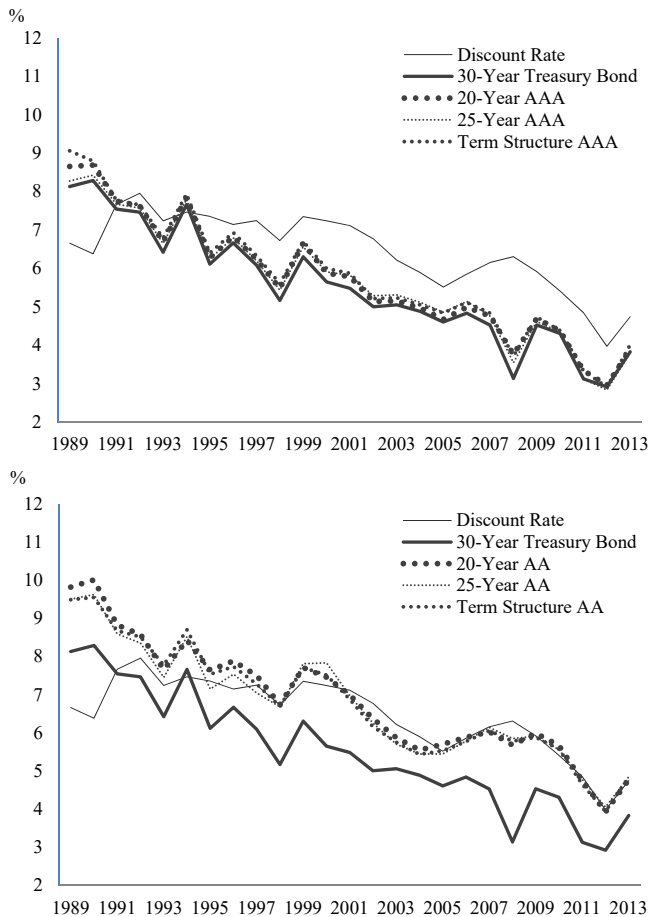 %
12
Discount Rate
11
30-Year Treasury Bond
20-Year AAA
10
25-Year AAA
Term Structure AAA
9
8
7
6
5
4
3
2
1989 1991 1993 1995 1997 1999 2001 2003 2005 2007 2009 2011 2013
%
12
Discount Rate
11
30-Year Treasury Bond
20-Year AA
10
25-Year AA
Term Structure AA
9
8
7
6
5
4
3
2
1989 1991 1993 1995 1997 1999 2001 2003 2005 2007 2009 2011 2013